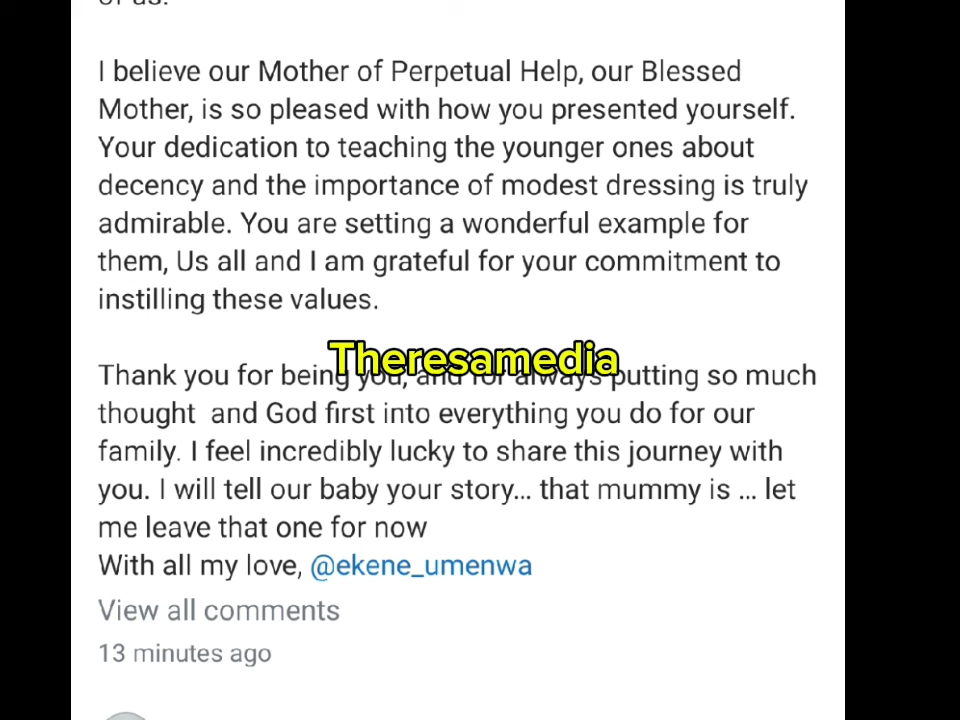 of us.
I believe our Mother of Perpetual Help, our Blessed
Mother, is so pleased with how you presented yourself.
Your dedication to teaching the younger ones about
decency and the importance of modest dressing is truly
admirable. You are setting a wonderful example for
them, Us all and I am grateful for your commitment to
instilling these values.
Theresamedia
Thank you for being you, and for always putting so much
thought  and God first into everything you do for our
family. I feel incredibly lucky to share this journey with
you. I will tell our baby your story... that mummy is ... let
me leave that one for now
With all my love, @ekene_umenwa
View all comments
13 minutes ago